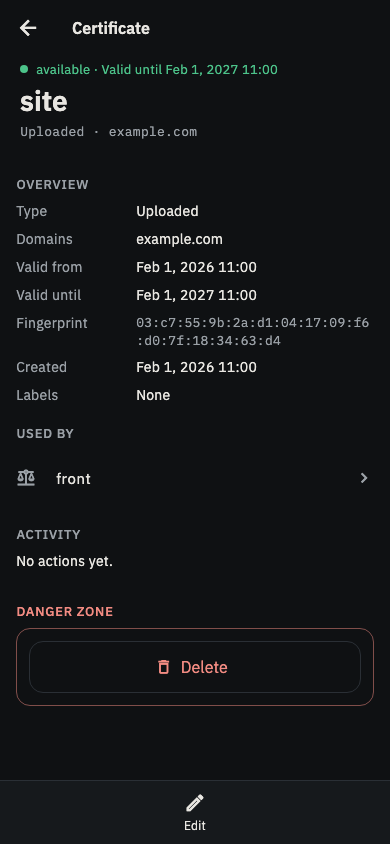 Certificate
available · Valid until Feb 1, 2027 11:00
site
Uploaded · example.com
OVERVIEW
Type Uploaded
Domains example.com
Valid from Feb 1, 2026 11:00
Valid until Feb 1, 2027 11:00
Fingerprint 03:c7:55:9b:2a:d1:04:17:09:f6
:d0:7f:18:34:63:d4
Created Feb 1, 2026 11:00
Labels None
USED BY
front
ACTIVITY
No actions yet.
DANGER ZONE
Delete
Edit